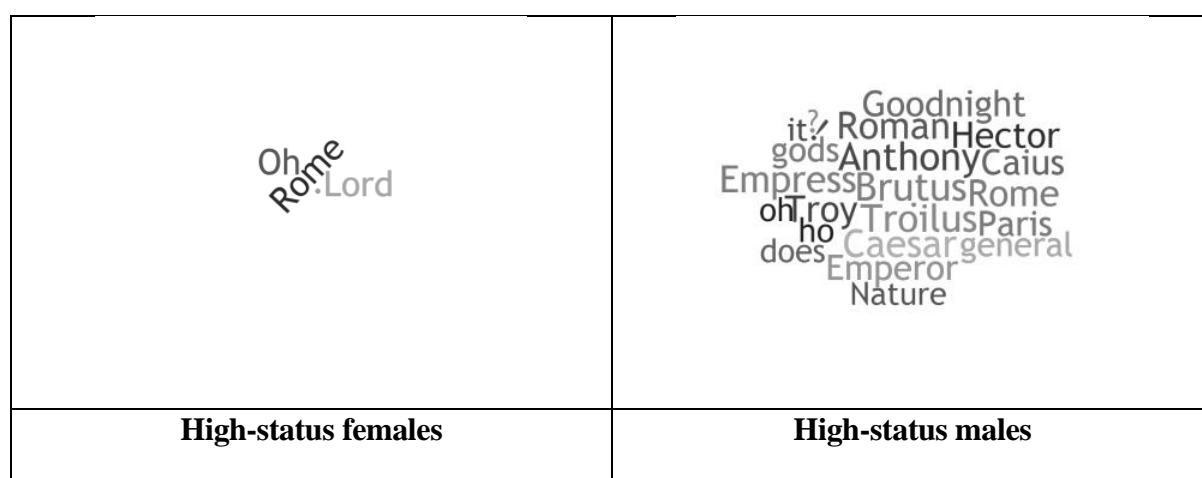 Oh
Rome
.Lord
Goodnight
it?! Roman Hector
gods Anthony Caius
Empress Brutus Rome
oh Troy Troilus Paris
ho
does Caesar general
Emperor
Nature
High-status females
High-status males